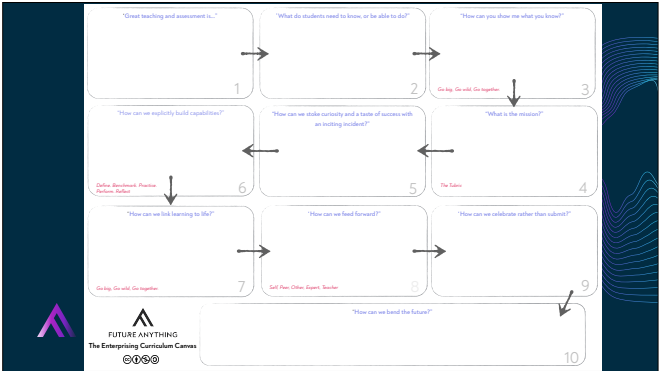 "Great teaching and assessment is..."
1
"What do students need to know, or be able to do?"
2
"How can you show me what you know?"
Go big, Go wild, Go together
3
"How can we explicitly build capabilities?"
Define, Benchmark, Practice,
Perform, Reflect
6
"How can we stoke curiosity and a taste of success with
an inciting incident?"
5
"What is the mission?"
The Tubric
4
"How can we link learning to life?"
Go big, Go wild, Go together
7
"How can we feed forward?"
Self, Peer, Other, Expert, Teacher
8
"How can we celebrate rather than submit?"
9
FUTURE ANYTHING
The Enterprising Curriculum Canvas
"How can we bend the future?"
10